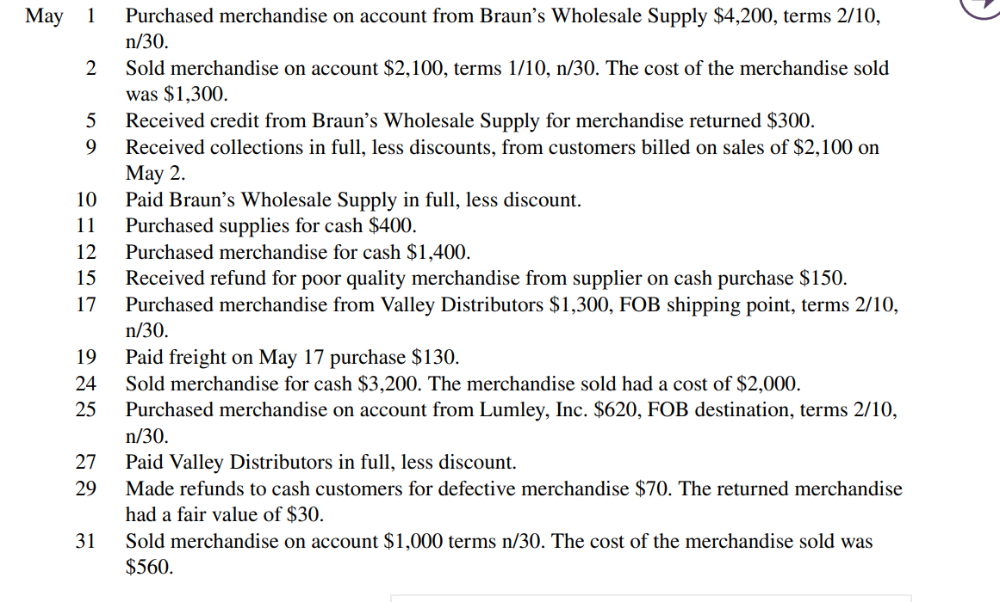 May 1 Purchased merchandise on account from Braun’s Wholesale Supply $4,200, terms 2/10,
n/30.
2 Sold merchandise on account $2,100, terms 1/10, n/30. The cost of the merchandise sold
was $1,300.
5 Received credit from Braun’s Wholesale Supply for merchandise returned $300.
9 Received collections in full, less discounts, from customers billed on sales of $2,100 on
May 2.
10 Paid Braun’s Wholesale Supply in full, less discount.
11 Purchased supplies for cash $400.
12 Purchased merchandise for cash $1,400.
15 Received refund for poor quality merchandise from supplier on cash purchase $150.
17 Purchased merchandise from Valley Distributors $1,300, FOB shipping point, terms 2/10,
n/30.
19 Paid freight on May 17 purchase $130.
24 Sold merchandise for cash $3,200. The merchandise sold had a cost of $2,000.
25 Purchased merchandise on account from Lumley, Inc. $620, FOB destination, terms 2/10,
n/30.
27 Paid Valley Distributors in full, less discount.
29 Made refunds to cash customers for defective merchandise $70. The returned merchandise
had a fair value of $30.
31 Sold merchandise on account $1,000 terms n/30. The cost of the merchandise sold was
$560.